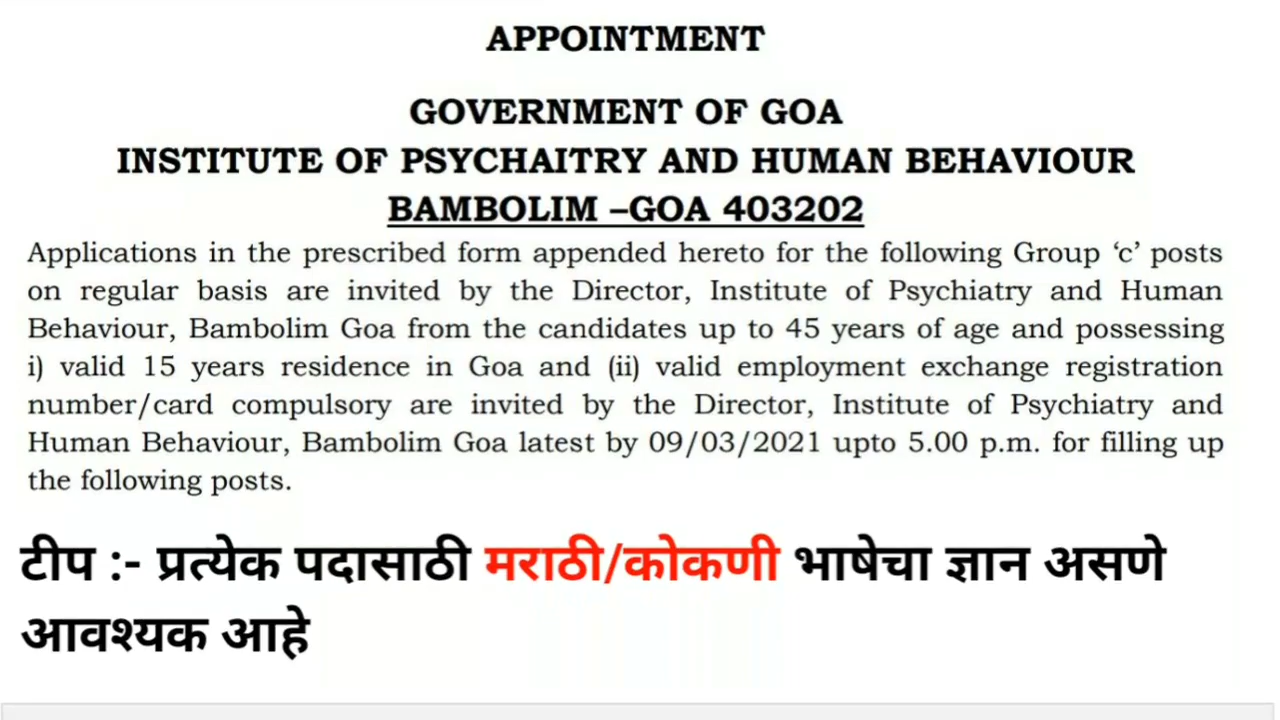 APPOINTMENT
GOVERNMENT OF GOA
INSTITUTE OF PSYCHAITRY AND HUMAN BEHAVIOUR
BAMBOLIM –GOA 403202
Applications in the prescribed form appended hereto for the following Group ‘c’ posts
on regular basis are invited by the Director, Institute of Psychiatry and Human
Behaviour, Bambolim Goa from the candidates up to 45 years of age and possessing
i) valid 15 years residence in Goa and (ii) valid employment exchange registration
number/card compulsory are invited by the Director, Institute of Psychiatry and
Human Behaviour, Bambolim Goa latest by 09/03/2021 upto 5.00 p.m. for filling up
the following posts.
टीप :- प्रत्येक पदासाठी मराठी/कोकणी भाषेचा ज्ञान असणे
आवश्यक आहे